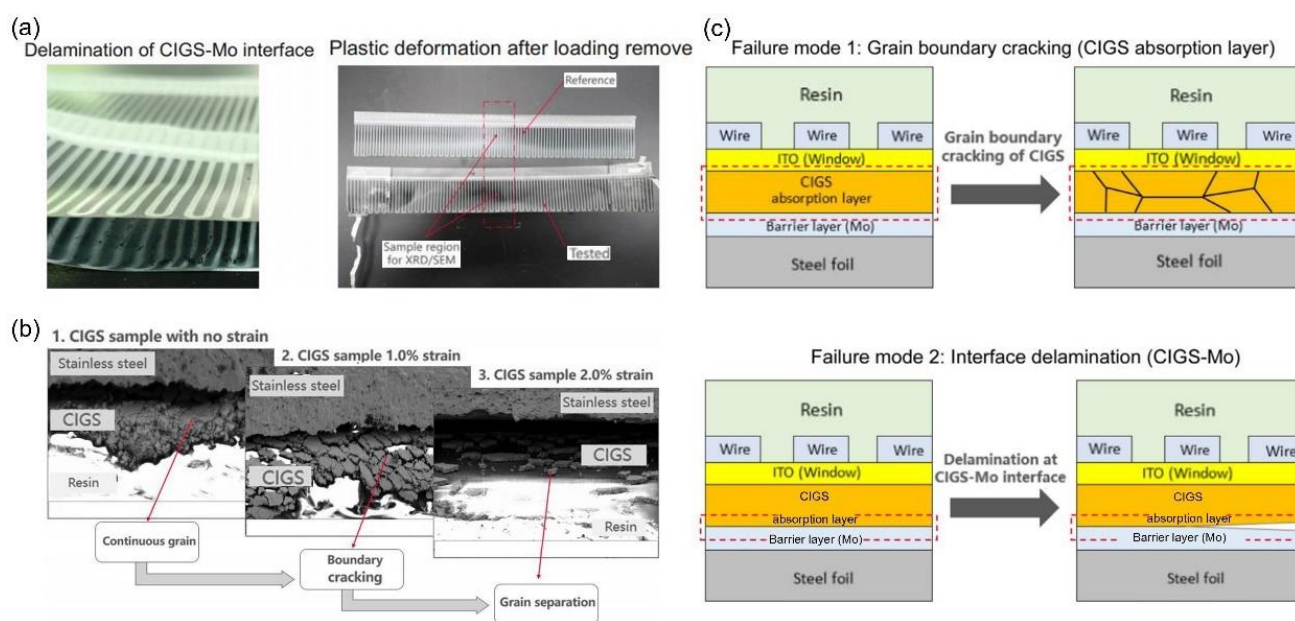 (a)
Delamination of CIGS-Mo interface
Plastic deformation after loading remove
Reference
Sample region
for XRD/SEM
Tested
(b)
1. CIGS sample with no strain
Stainless steel
CIGS
Resin
Continuous grain
2. CIGS sample 1.0% strain
Stainless steel
CIGS
Boundary
cracking
3. CIGS sample 2.0% strain
Stainless steel
CIGS
Resin
Grain separation
(c)
Failure mode 1: Grain boundary cracking (CIGS absorption layer)
Resin
Wire
Wire
Wire
ITO (Window)
CIGS
absorption layer
Barrier layer (Mo)
Steel foil
Grain boundary
cracking of CIGS
Resin
Wire
Wire
Wire
ITO (Window)
Barrier layer (Mo)
Steel foil
Failure mode 2: Interface delamination (CIGS-Mo)
Resin
Wire
Wire
Wire
ITO (Window)
CIGS
absorption layer
Barrier layer (Mo)
Steel foil
Delamination at
CIGS-Mo interface
Resin
Wire
Wire
Wire
ITO (Window)
CIGS
absorption layer
Barrier layer (Mo)
Steel foil